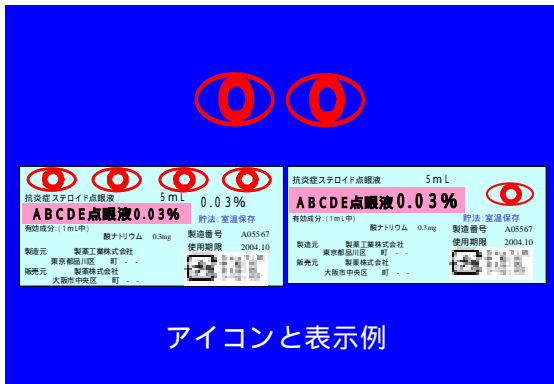 抗炎症ステロイド点眼液 5mL 0.03%
ABCDE点眼液0.03%
貯法:室温保存
有効成分:(1mL中)
酸ナトリウム 0.3mg
製造番号 A05567
使用期限 2004.10
製造元 製薬工業株式会社
東京都品川区 町 - -
販売元 製薬株式会社
大阪市中央区 町 - -
抗炎症ステロイド点眼液 5mL
ABCDE点眼液0.03%
貯法:室温保存
有効成分:(1mL中)
酸ナトリウム 0.3mg
製造番号 A05567
使用期限 2004.10
製造元 製薬工業株式会社
東京都品川区 町 - -
販売元 製薬株式会社
大阪市中央区 町 - -
アイコンと表示例